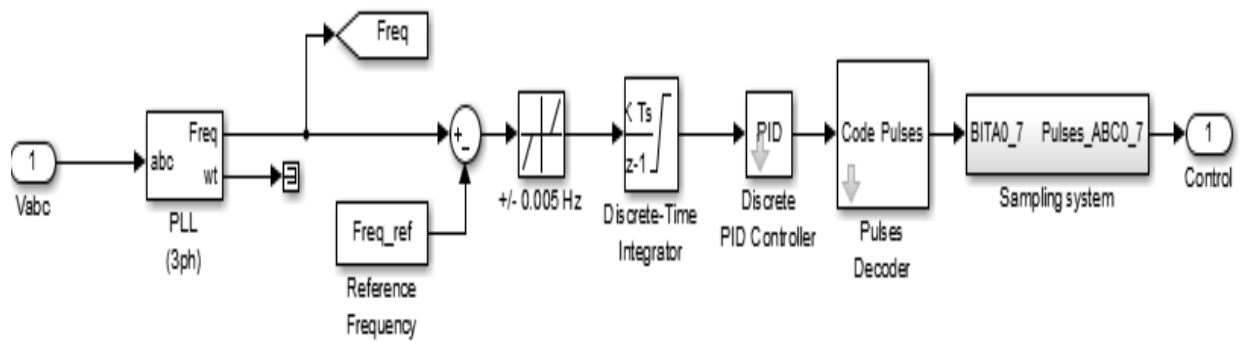 Freq
1
Vabc
abc
Freq
wt
PLL
(3ph)
+
-
Freq_ref
Reference
Frequency
+/- 0.005 Hz
K Ts
z-1
Discrete-Time
Integrator
PID
Discrete
PID Controller
Code Pulses
Pulses
Decoder
BITA0_7 Pulses_ABC0_7
Sampling system
1
Control